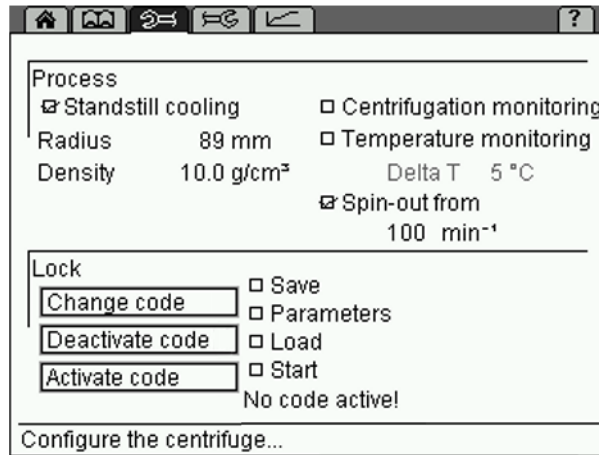 ?
Process
Standstill cooling
Centrifugation monitoring
Radius 89 mm
Temperature monitoring
Density 10.0 g/cm³
Delta T 5 °C
Spin-out from
100 min⁻¹
Lock
Change code
Deactivate code
Activate code
Save
Parameters
Load
Start
No code active!
Configure the centrifuge...